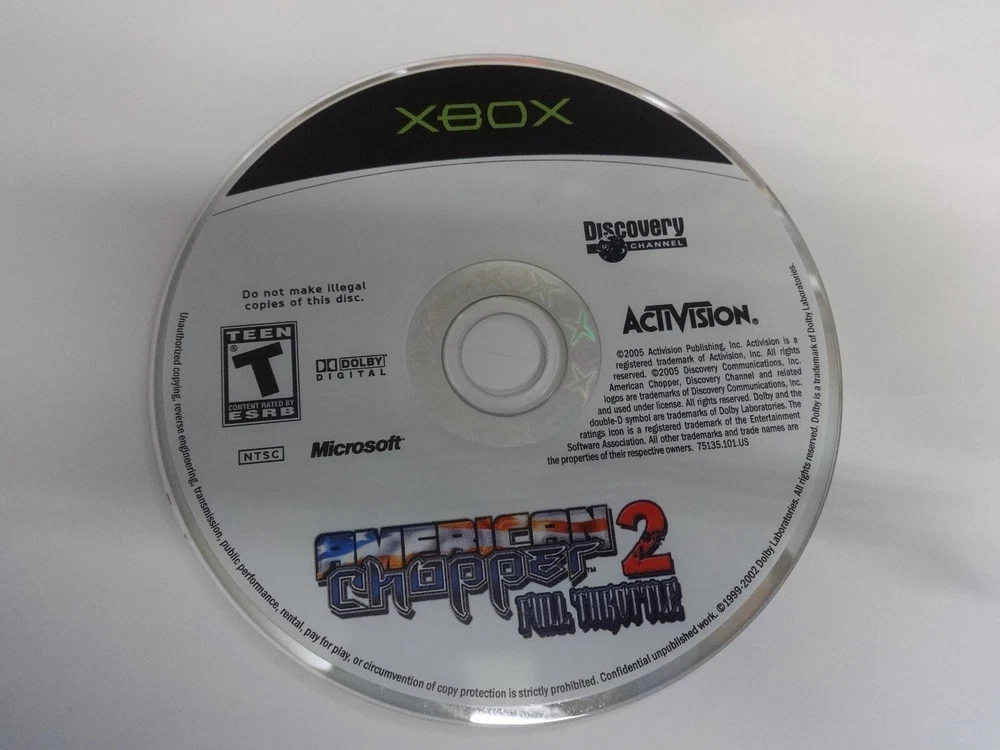 XBOX
Discovery
CHANNEL
Do not make illegal
copies of this disc.
TEEN
T
®
CONTENT RATED BY
ESRB
DOLBY
DIGITAL
NTSC
Microsoft®
ACTIVISION®
©2005 Activision Publishing, Inc. Activision is a
registered trademark of Activision, Inc. All rights
reserved. ©2005 Discovery Communications, Inc.
American Chopper, Discovery Channel and related
logos are trademarks of Discovery Communications, Inc.
and used under license. All rights reserved. Dolby and the
double-D symbol are trademarks of Dolby Laboratories. The
ratings icon is a registered trademark of the Entertainment
Software Association. All other trademarks and trade names are
the properties of their respective owners. 75135.101.US
AMERICAN
CHOPPER™ 2
FULL THROTTLE
Unauthorized copying, reverse engineering, transmission, public performance, rental, pay for play, or circumvention of copy protection is strictly prohibited. Confidential unpublished work. ©1999-2002 Dolby Laboratories. All rights reserved. Dolby is a trademark of Dolby Laboratories.